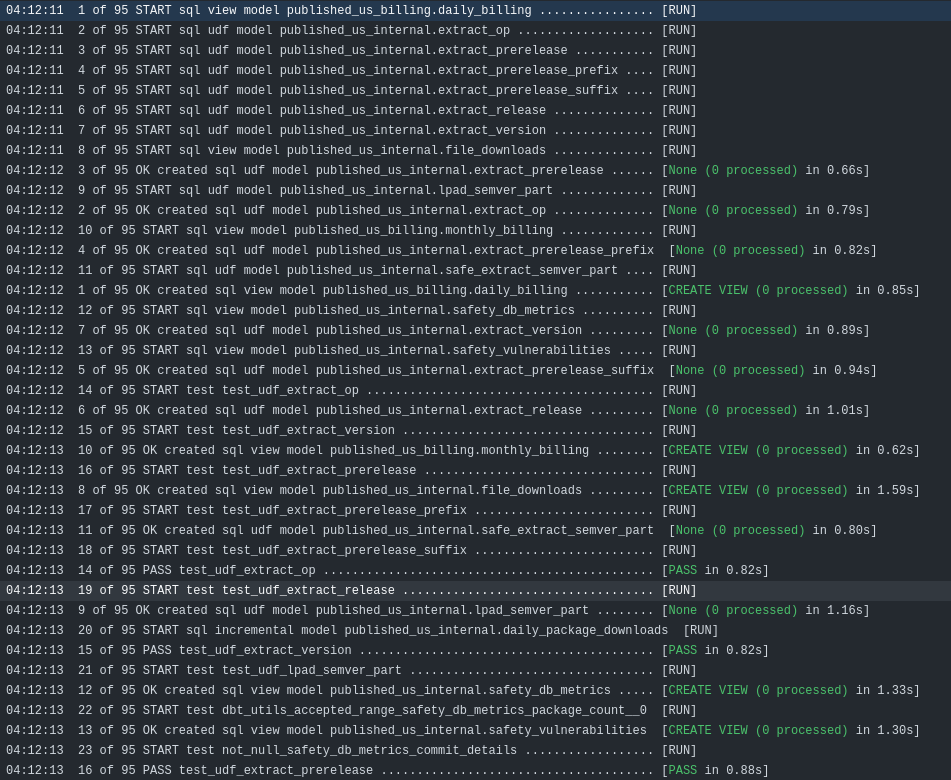 04:12:11  1 of 95 START sql view model published_us_billing.daily_billing ................ [RUN]
04:12:11  2 of 95 START sql udf model published_us_internal.extract_op ................... [RUN]
04:12:11  3 of 95 START sql udf model published_us_internal.extract_prerelease ........... [RUN]
04:12:11  4 of 95 START sql udf model published_us_internal.extract_prerelease_prefix .... [RUN]
04:12:11  5 of 95 START sql udf model published_us_internal.extract_prerelease_suffix .... [RUN]
04:12:11  6 of 95 START sql udf model published_us_internal.extract_release .............. [RUN]
04:12:11  7 of 95 START sql udf model published_us_internal.extract_version .............. [RUN]
04:12:11  8 of 95 START sql view model published_us_internal.file_downloads .............. [RUN]
04:12:12  3 of 95 OK created sql udf model published_us_internal.extract_prerelease ...... [None (0 processed) in 0.66s]
04:12:12  9 of 95 START sql udf model published_us_internal.lpad_semver_part ............. [RUN]
04:12:12  2 of 95 OK created sql udf model published_us_internal.extract_op .............. [None (0 processed) in 0.79s]
04:12:12  10 of 95 START sql view model published_us_billing.monthly_billing ............. [RUN]
04:12:12  4 of 95 OK created sql udf model published_us_internal.extract_prerelease_prefix  [None (0 processed) in 0.82s]
04:12:12  11 of 95 START sql udf model published_us_internal.safe_extract_semver_part .... [RUN]
04:12:12  1 of 95 OK created sql view model published_us_billing.daily_billing ........... [CREATE VIEW (0 processed) in 0.85s]
04:12:12  12 of 95 START sql view model published_us_internal.safety_db_metrics .......... [RUN]
04:12:12  7 of 95 OK created sql udf model published_us_internal.extract_version ......... [None (0 processed) in 0.89s]
04:12:12  13 of 95 START sql view model published_us_internal.safety_vulnerabilities ..... [RUN]
04:12:12  5 of 95 OK created sql udf model published_us_internal.extract_prerelease_suffix  [None (0 processed) in 0.94s]
04:12:12  14 of 95 START test test_udf_extract_op ........................................ [RUN]
04:12:12  6 of 95 OK created sql udf model published_us_internal.extract_release ......... [None (0 processed) in 1.01s]
04:12:12  15 of 95 START test test_udf_extract_version ................................... [RUN]
04:12:13  10 of 95 OK created sql view model published_us_billing.monthly_billing ........ [CREATE VIEW (0 processed) in 0.62s]
04:12:13  16 of 95 START test test_udf_extract_prerelease ................................ [RUN]
04:12:13  8 of 95 OK created sql view model published_us_internal.file_downloads ......... [CREATE VIEW (0 processed) in 1.59s]
04:12:13  17 of 95 START test test_udf_extract_prerelease_prefix ......................... [RUN]
04:12:13  11 of 95 OK created sql udf model published_us_internal.safe_extract_semver_part  [None (0 processed) in 0.80s]
04:12:13  18 of 95 START test test_udf_extract_prerelease_suffix ......................... [RUN]
04:12:13  14 of 95 PASS test_udf_extract_op .............................................. [PASS in 0.82s]
04:12:13  19 of 95 START test test_udf_extract_release ................................... [RUN]
04:12:13  9 of 95 OK created sql udf model published_us_internal.lpad_semver_part ........ [None (0 processed) in 1.16s]
04:12:13  20 of 95 START sql incremental model published_us_internal.daily_package_downloads  [RUN]
04:12:13  15 of 95 PASS test_udf_extract_version ......................................... [PASS in 0.82s]
04:12:13  21 of 95 START test test_udf_lpad_semver_part .................................. [RUN]
04:12:13  12 of 95 OK created sql view model published_us_internal.safety_db_metrics ..... [CREATE VIEW (0 processed) in 1.33s]
04:12:13  22 of 95 START test dbt_utils_accepted_range_safety_db_metrics_package_count__0  [RUN]
04:12:13  13 of 95 OK created sql view model published_us_internal.safety_vulnerabilities  [CREATE VIEW (0 processed) in 1.30s]
04:12:13  23 of 95 START test not_null_safety_db_metrics_commit_details .................. [RUN]
04:12:13  16 of 95 PASS test_udf_extract_prerelease ...................................... [PASS in 0.88s]